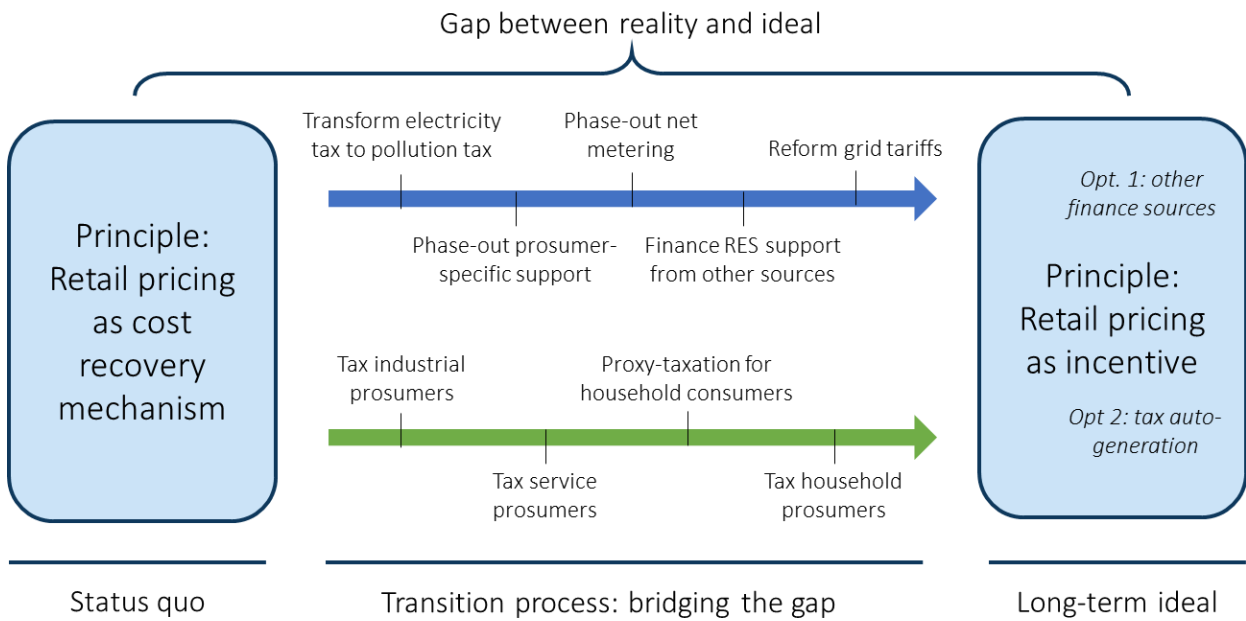 Gap between reality and ideal
Principle:
Retail pricing
as cost
recovery
mechanism
Transform electricity
tax to pollution tax
Phase-out net
metering
Reform grid tariffs
Phase-out prosumer-
specific support
Finance RES support
from other sources
Tax industrial
prosumers
Proxy-taxation for
household consumers
Tax service
prosumers
Tax household
prosumers
Opt. 1: other
finance sources
Principle:
Retail pricing
as incentive
Opt 2: tax auto-
generation
Status quo
Transition process: bridging the gap
Long-term ideal